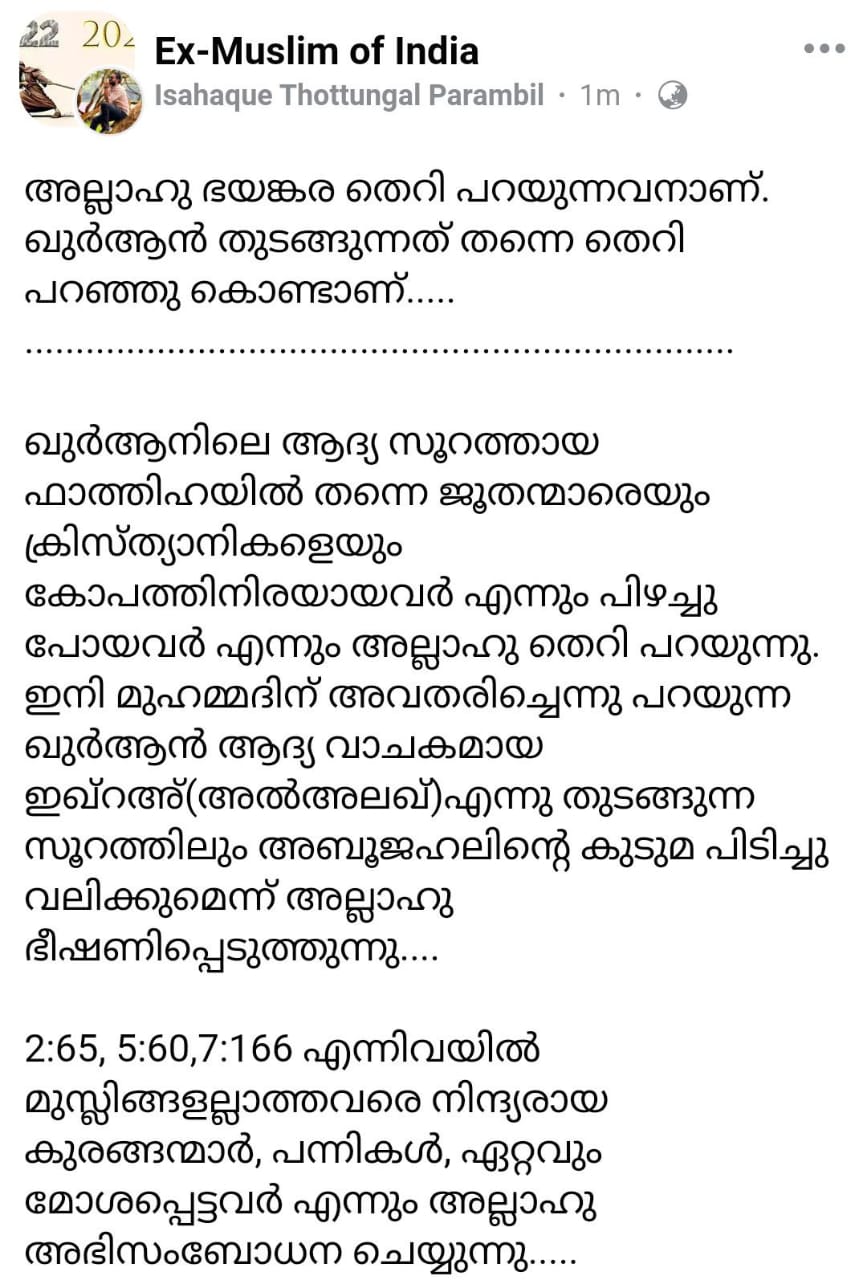 22 202
Ex-Muslim of India
Isahaque Thottungal Parambil · 1m ·
അല്ലാഹു ഭയങ്കര തെറി പറയുന്നവനാണ്.
ഖുർആൻ തുടങ്ങുന്നത് തന്നെ തെറി
പറഞ്ഞു കൊണ്ടാണ്.....
......................................................................
ഖുർആനിലെ ആദ്യ സൂറത്തായ
ഫാത്തിഹയിൽ തന്നെ ജൂതന്മാരെയും
ക്രിസ്ത്യാനികളെയും
കോപത്തിനിരയായവർ എന്നും പിഴച്ചു
പോയവർ എന്നും അല്ലാഹു തെറി പറയുന്നു.
ഇനി മുഹമ്മദിന് അവതരിച്ചെന്നു പറയുന്ന
ഖുർആൻ ആദ്യ വാചകമായ
ഇഖ്റഅ്(അൽഅലഖ്)എന്നു തുടങ്ങുന്ന
സൂറത്തിലും അബൂജഹലിന്റെ കുടുമ പിടിച്ചു
വലിക്കുമെന്ന് അല്ലാഹു
ഭീഷണിപ്പെടുത്തുന്നു....
2:65, 5:60,7:166 എന്നിവയിൽ
മുസ്ലിങ്ങളല്ലാത്തവരെ നിന്ദ്യരായ
കുരങ്ങന്മാർ, പന്നികൾ, ഏറ്റവും
മോശപ്പെട്ടവർ എന്നും അല്ലാഹു
അഭിസംബോധന ചെയ്യുന്നു.....